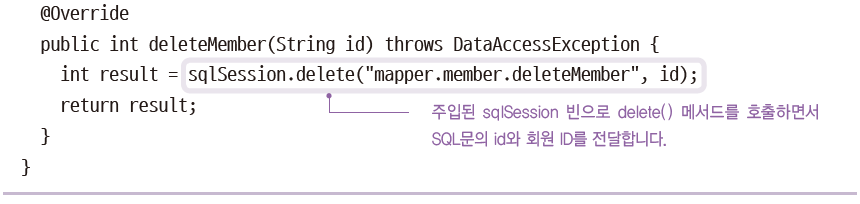 @Override
public int deleteMember(String id) throws DataAccessException {
int result = sqlSession.delete("mapper.member.deleteMember", id);
return result;
주입된 sqlSession 빈으로 delete() 메서드를 호출하면서
SQL문의 id와 회원 ID를 전달합니다.
}
}